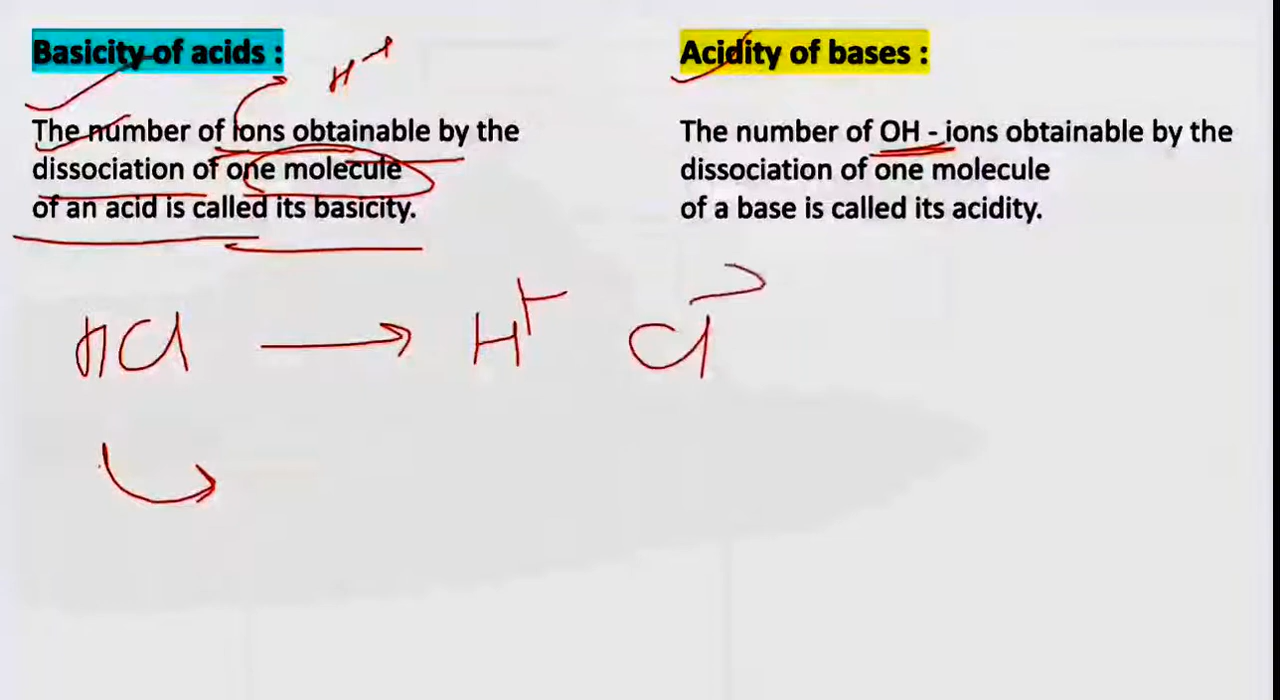 Basicity of acids :
H+
The number of ions obtainable by the
dissociation of one molecule
of an acid is called its basicity.
Acidity of bases :
The number of OH - ions obtainable by the
dissociation of one molecule
of a base is called its acidity.
HCl → H+ Cl